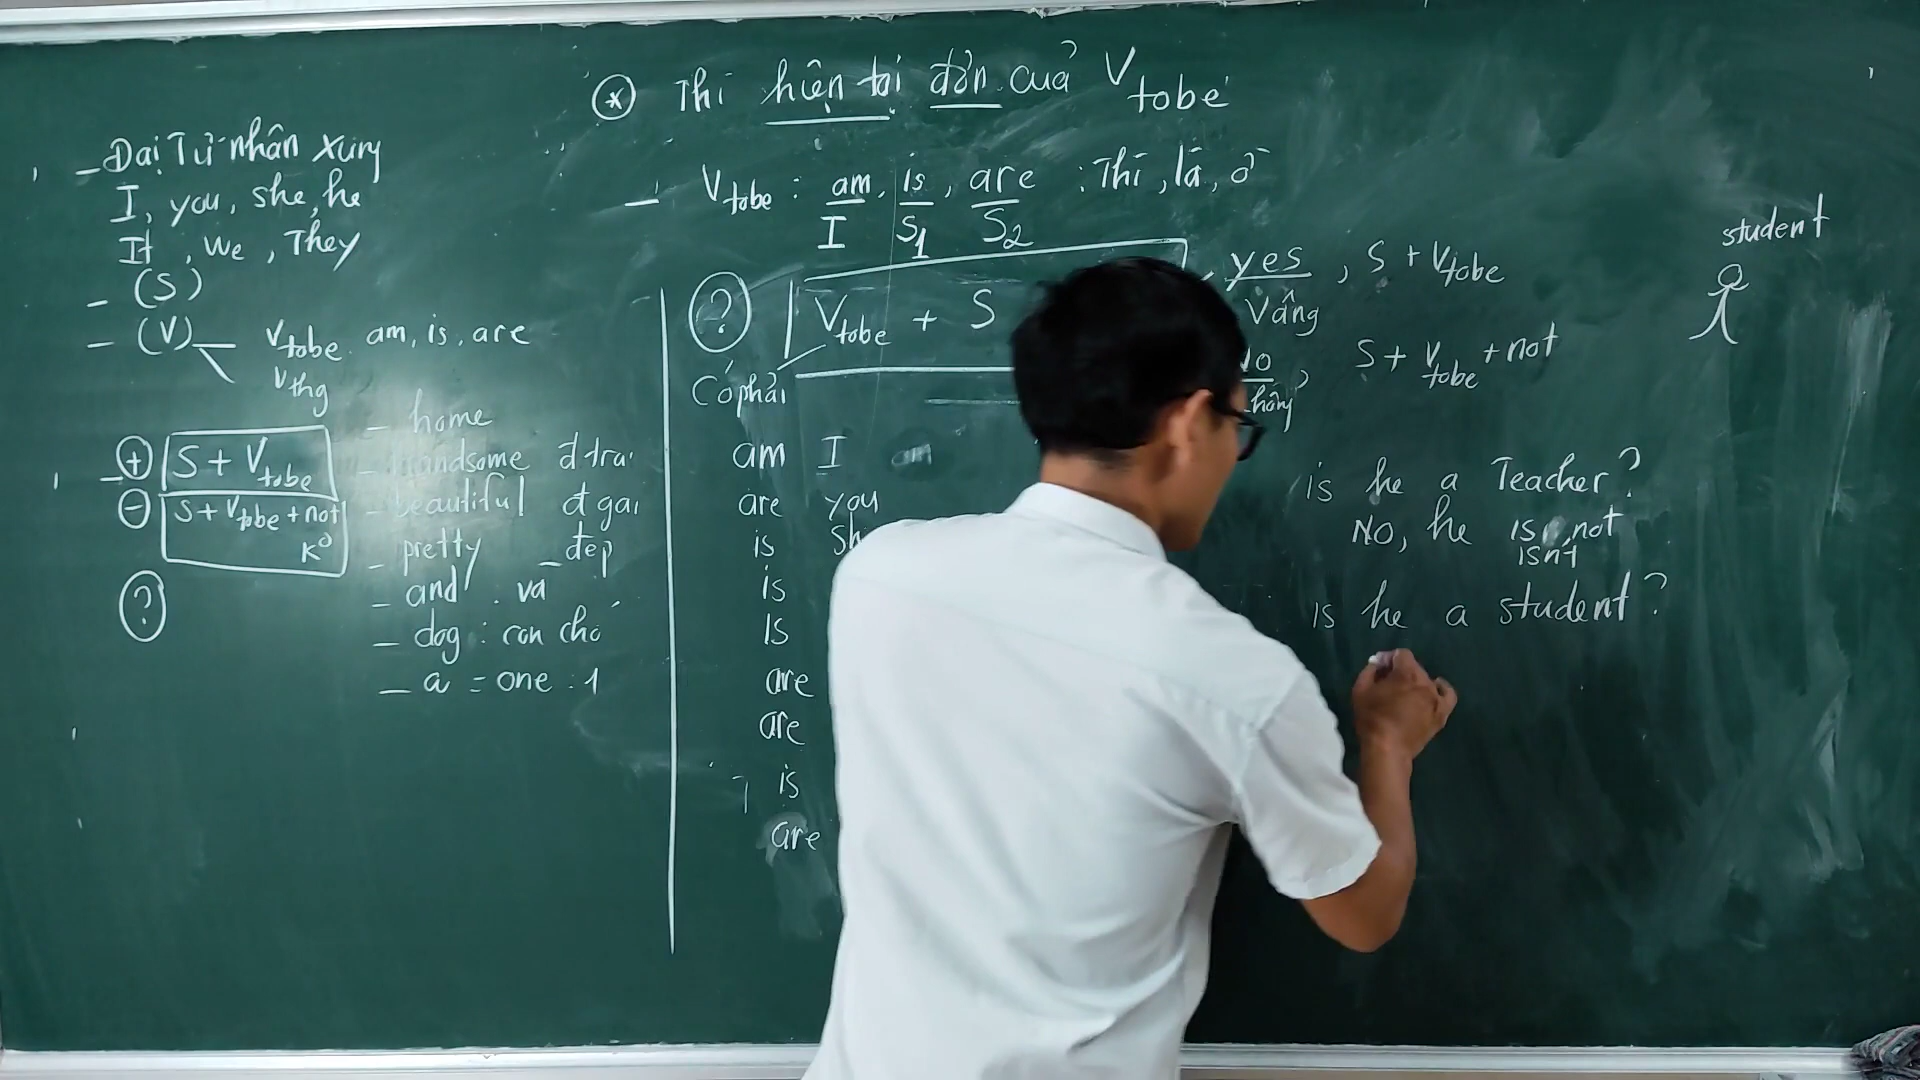 * Thì hiện tại đơn của V tobe
- Đại Từ nhân xưng
I, you, she, he
It, we, They
- (S)
- (V) Vtobe am, is, are
Vthg
+ S + Vtobe
- S + Vtobe + not
K⁰
?
- home
- handsome đ trai
- beautiful đ gái
- pretty _ đẹp
- and : và
- dog : con chó
- a = one : 1
- Vtobe : am, is, are : Thì, là, ở
I S1 S2
? Vtobe + S
Có phải
am I am
are you
is Sh
is
Is
are
are
is
are
yes, S + Vtobe
Vâng
No, S + Vtobe + not
is he a Teacher?
No, he is not
isn't
is he a student?
student